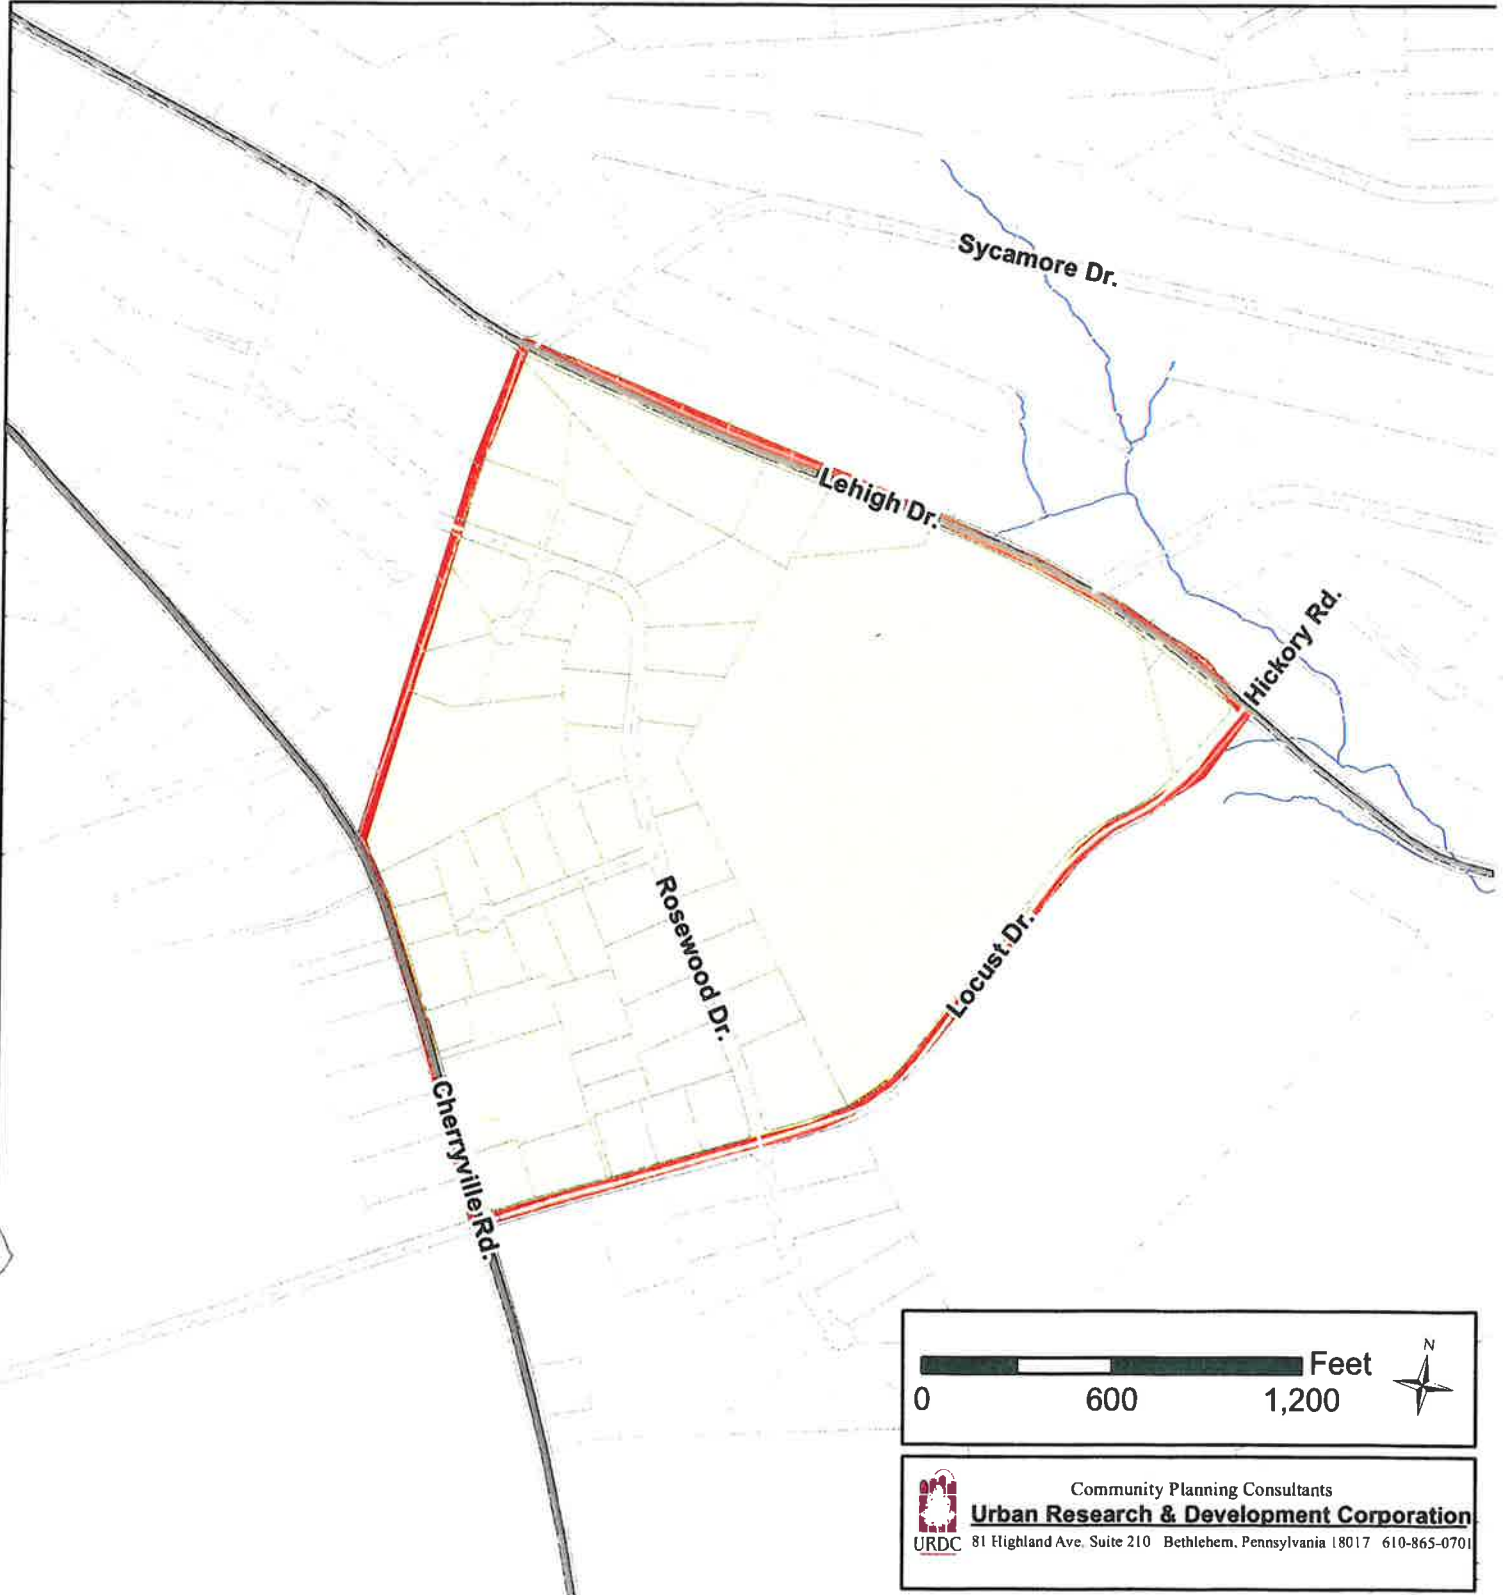 Sycamore Dr.
Lehigh Dr.
Hickory Rd.
Rosewood Dr.
Locust Dr.
Cherryville Rd.
Feet
0 600 1,200
N
Community Planning Consultants
Urban Research & Development Corporation
URDC 81 Highland Ave. Suite 210 Bethlehem, Pennsylvania 18017 610-865-0701